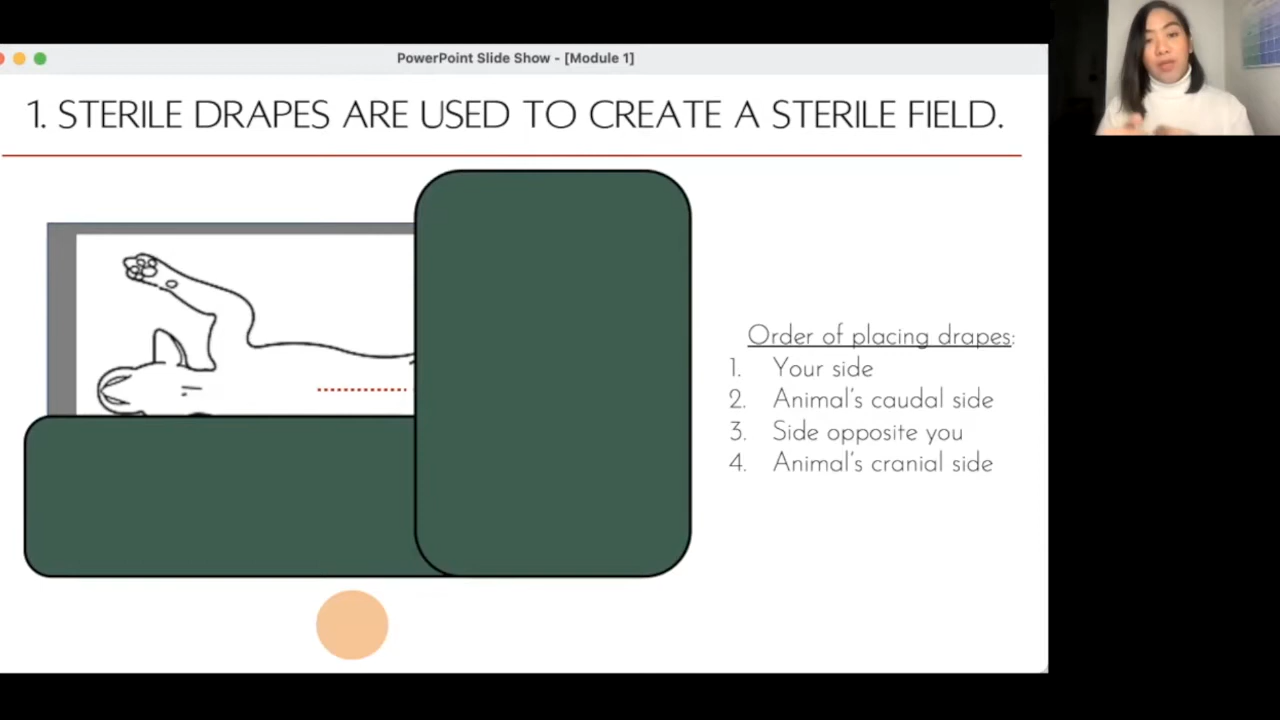 PowerPoint Slide Show - [Module 1]
1. STERILE DRAPES ARE USED TO CREATE A STERILE FIELD.
Order of placing drapes:
1. Your side
2. Animal's caudal side
3. Side opposite you
4. Animal's cranial side